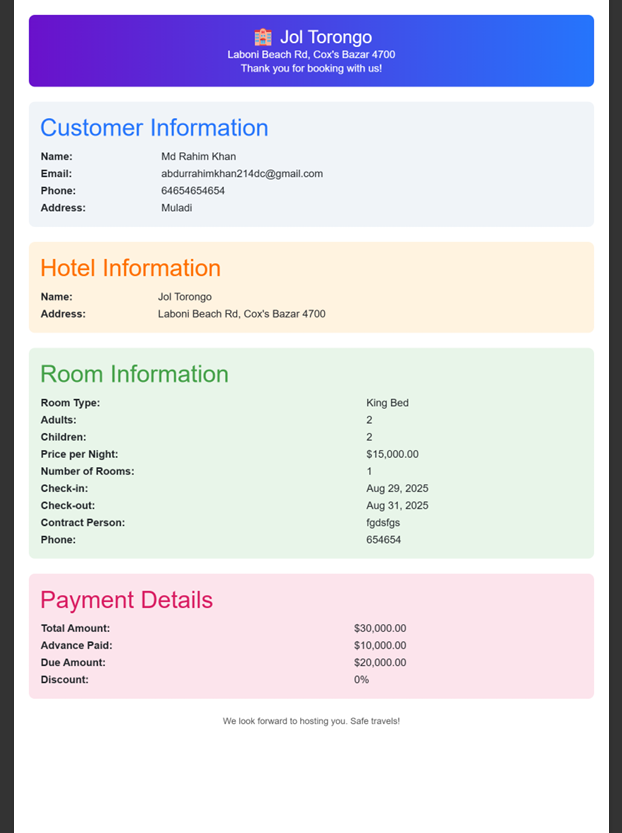 Jol Torongo
Laboni Beach Rd, Cox's Bazar 4700
Thank you for booking with us!
Customer Information
Name: Md Rahim Khan
Email: abdurrahimkhan214dc@gmail.com
Phone: 64654654654
Address: Muladi
Hotel Information
Name: Jol Torongo
Address: Laboni Beach Rd, Cox's Bazar 4700
Room Information
Room Type: King Bed
Adults: 2
Children: 2
Price per Night: $15,000.00
Number of Rooms: 1
Check-in: Aug 29, 2025
Check-out: Aug 31, 2025
Contract Person: fgdsfgs
Phone: 654654
Payment Details
Total Amount: $30,000.00
Advance Paid: $10,000.00
Due Amount: $20,000.00
Discount: 0%
We look forward to hosting you. Safe travels!